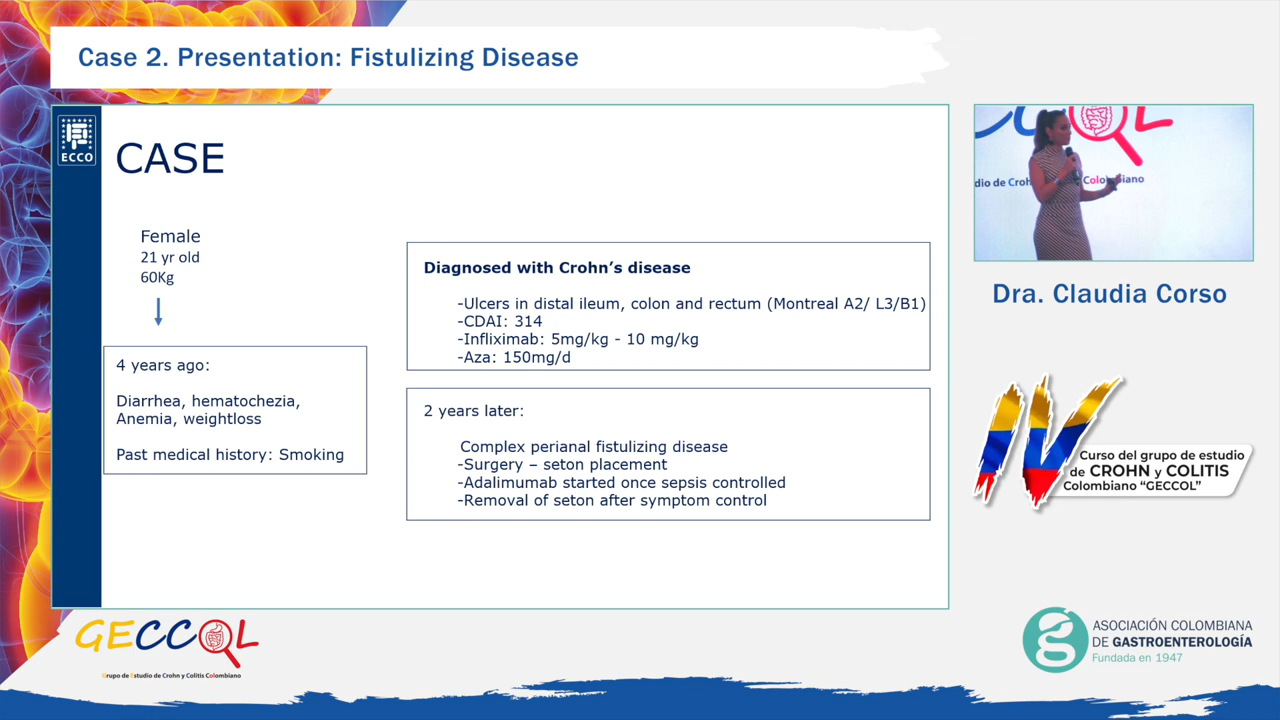 Case 2. Presentation: Fistulizing Disease
ECCO
CASE
Female
21 yr old
60Kg
4 years ago:
Diarrhea, hematochezia,
Anemia, weightloss
Past medical history: Smoking
Diagnosed with Crohn's disease
-Ulcers in distal ileum, colon and rectum (Montreal A2/ L3/B1)
-CDAI: 314
-Infliximab: 5mg/kg - 10 mg/kg
-Aza: 150mg/d
2 years later:
Complex perianal fistulizing disease
-Surgery – seton placement
-Adalimumab started once sepsis controlled
-Removal of seton after symptom control
dio de Croh Colombiano
Dra. Claudia Corso
IV
Curso del grupo de estudio
de CROHN y COLITIS
Colombiano "GECCOL"
GECCOL
Grupo de Estudio de Crohn y Colitis Colombiano
ASOCIACIÓN COLOMBIANA
DE GASTROENTEROLOGÍA
Fundada en 1947